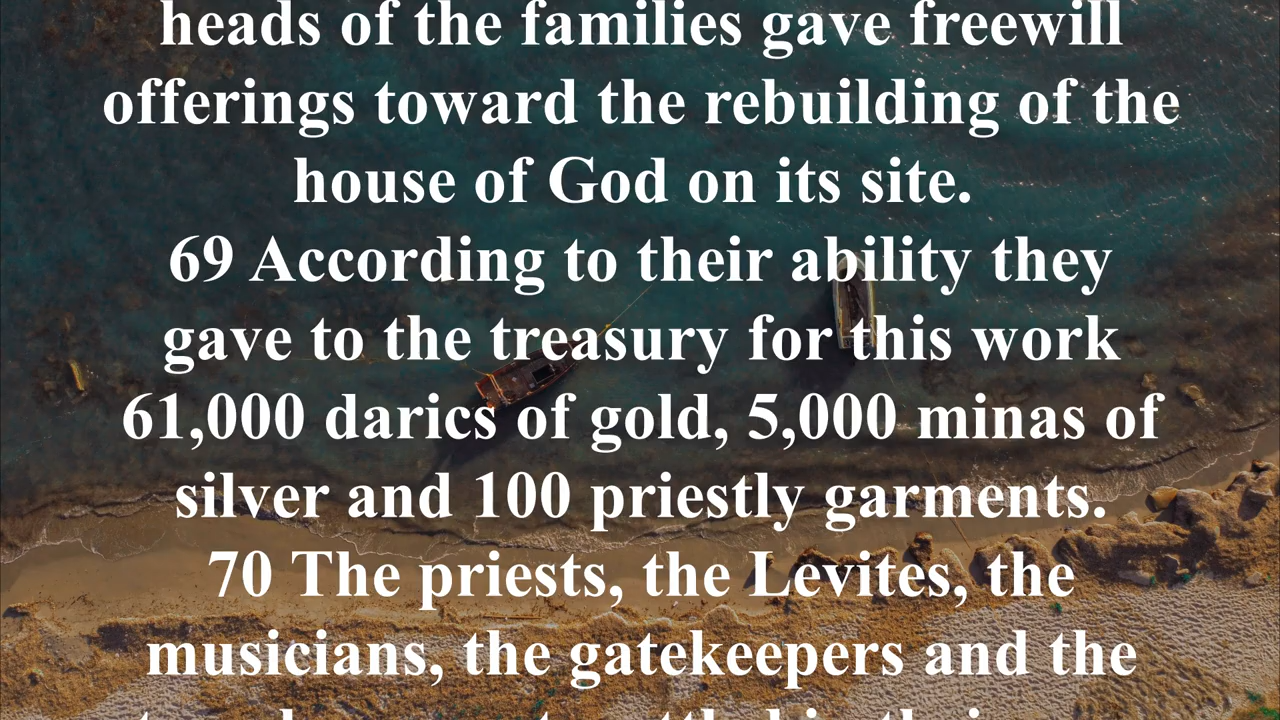 heads of the families gave freewill
offerings toward the rebuilding of the
house of God on its site.
69 According to their ability they
gave to the treasury for this work
61,000 darics of gold, 5,000 minas of
silver and 100 priestly garments.
70 The priests, the Levites, the
musicians, the gatekeepers and the